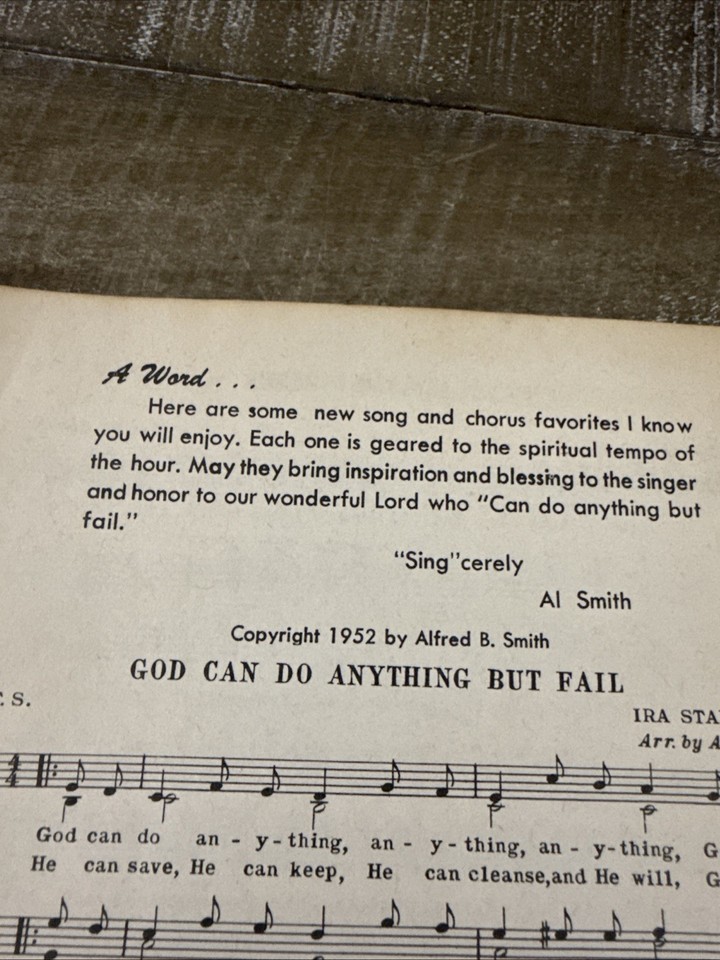 A Word . . .
Here are some new song and chorus favorites I know
you will enjoy. Each one is geared to the spiritual tempo of
the hour. May they bring inspiration and blessing to the singer
and honor to our wonderful Lord who "Can do anything but
fail."
"Sing"cerely
Al Smith
Copyright 1952 by Alfred B. Smith
GOD CAN DO ANYTHING BUT FAIL
S.
IRA
Arr. by
4
4
God can do an - y - thing, an - y - thing, an - y - thing,
He can save, He can keep, He can cleanse,and He will,